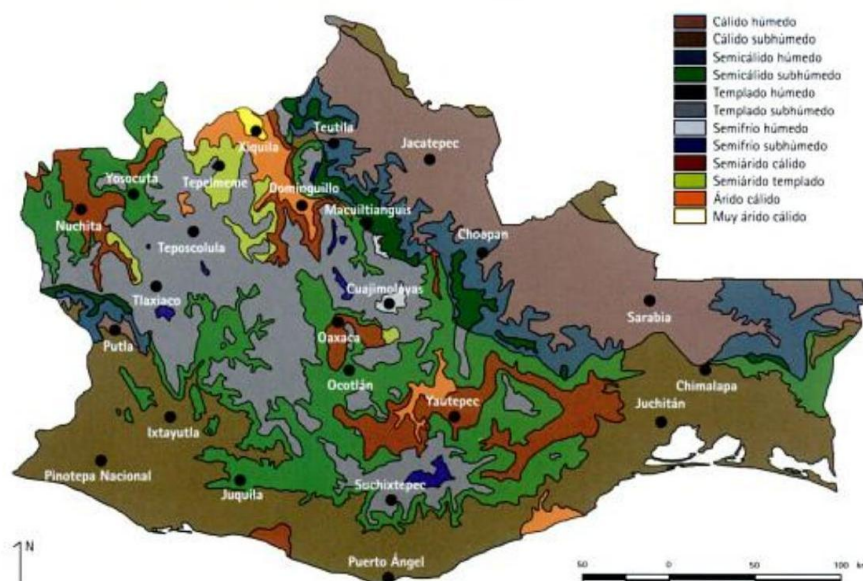 Cálido húmedo
Cálido subhúmedo
Semicálido húmedo
Semicálido subhúmedo
Templado húmedo
Templado subhúmedo
Semifrío húmedo
Semifrío subhúmedo
Semiárido cálido
Semiárido templado
Árido cálido
Muy árido cálido
Xiquila
Teutila
Jacatepec
Tepelmeme
Yosocuta
Dominguillo
Nuchita
Macuiltianguis
Teposcolula
Choapan
Tlaxiaco
Cuajimoloyas
Sarabia
Putla
Oaxaca
Ocotlán
Chimalapa
Yautepec
Juchitán
Ixtayutla
Pinotepa Nacional
Juquila
Suchixtepec
Puerto Ángel
N
50 0 50 100 km